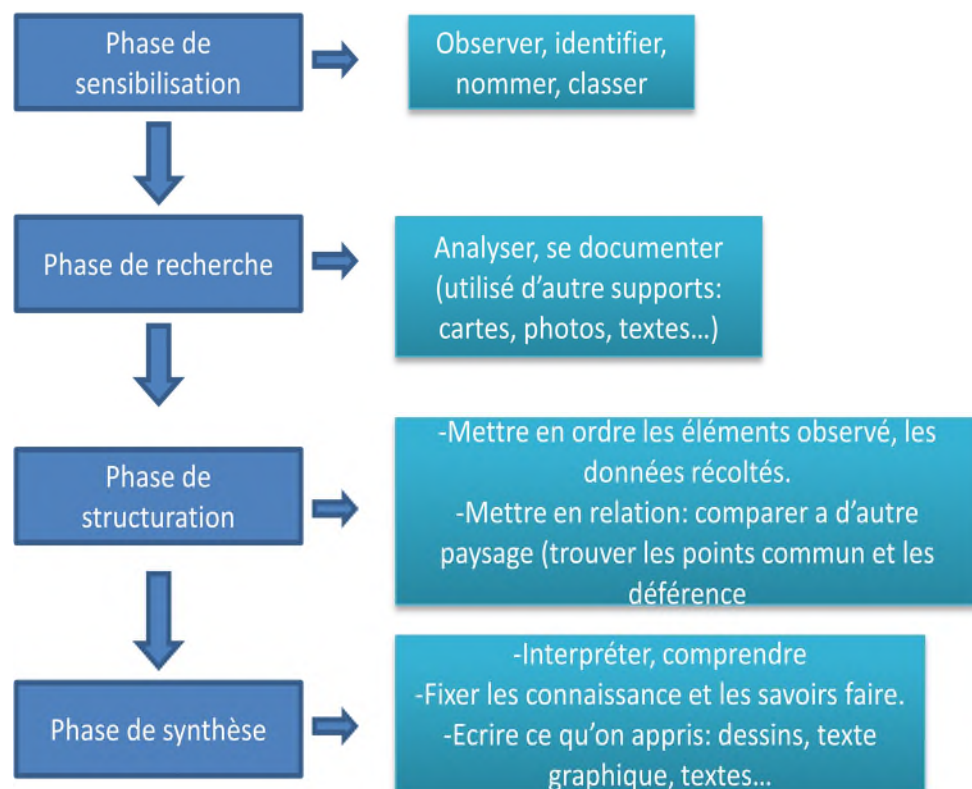 Phase de
sensibilisation
Observer, identifier,
nommer, classer
Phase de recherche
Analyser, se documenter
(utilisé d'autre supports:
cartes, photos, textes…)
Phase de
structuration
-Mettre en ordre les éléments observé, les
données récoltés.
-Mettre en relation: comparer a d'autre
paysage (trouver les points commun et les
déférence
Phase de synthèse
-Interpréter, comprendre
-Fixer les connaissance et les savoirs faire.
-Ecrire ce qu'on appris: dessins, texte
graphique, textes…